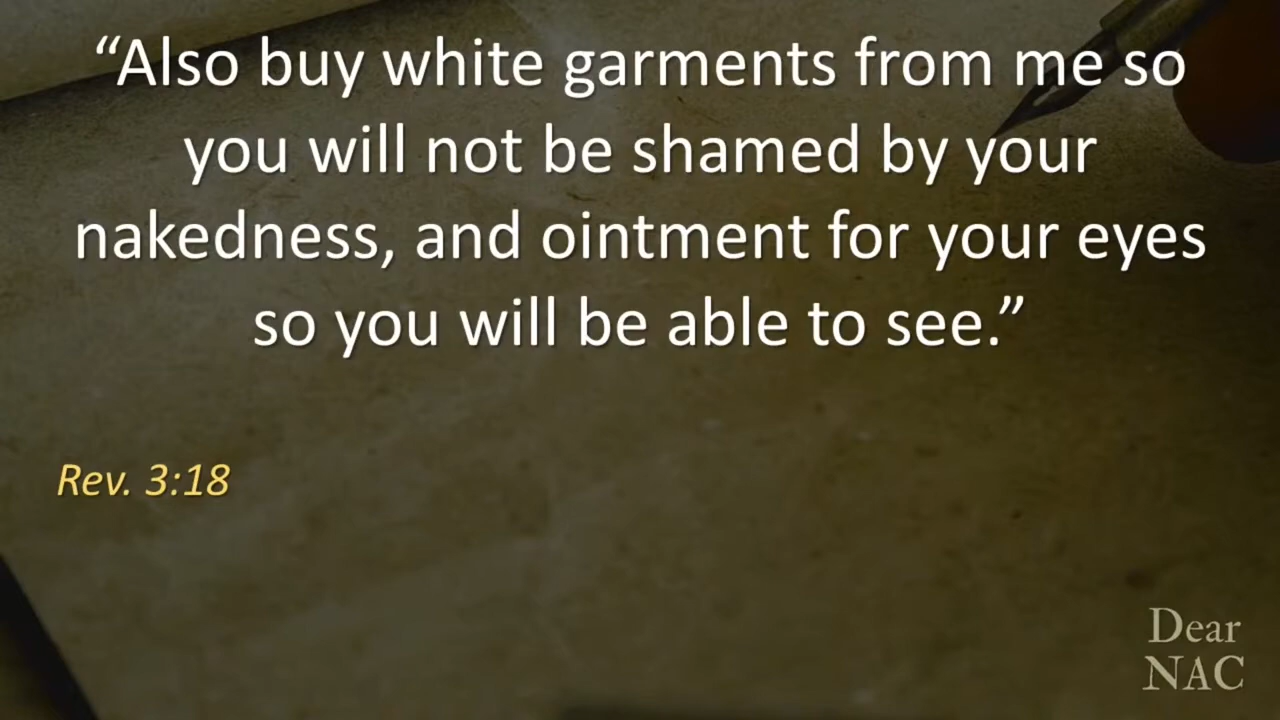 “Also buy white garments from me so
you will not be shamed by your
nakedness, and ointment for your eyes
so you will be able to see.”
Rev. 3:18
Dear
NAC